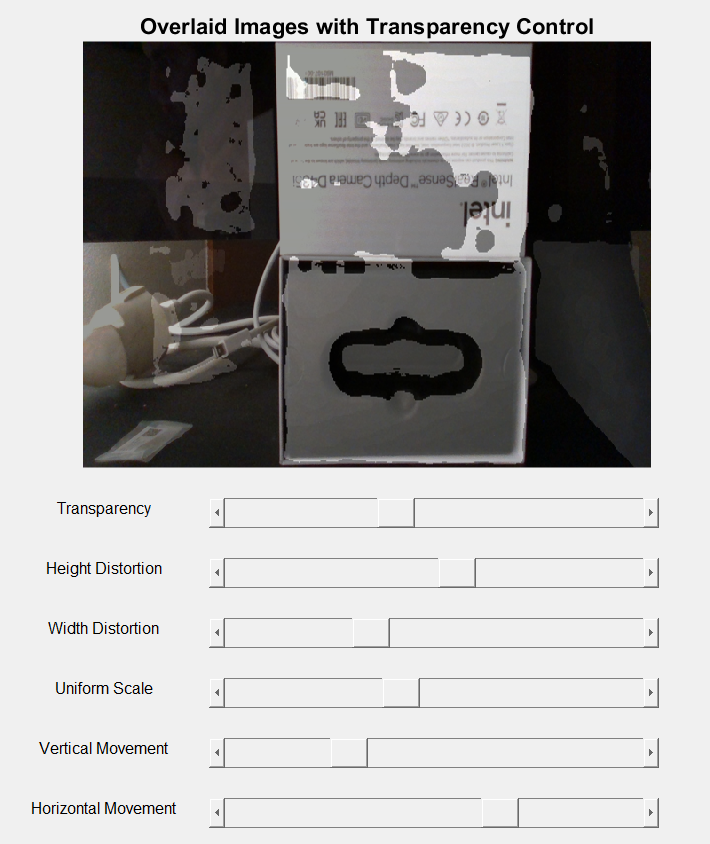 Overlaid Images with Transparency Control
Intel® RealSense™ Depth Camera D435i
intel.
Transparency
Height Distortion
Width Distortion
Uniform Scale
Vertical Movement
Horizontal Movement